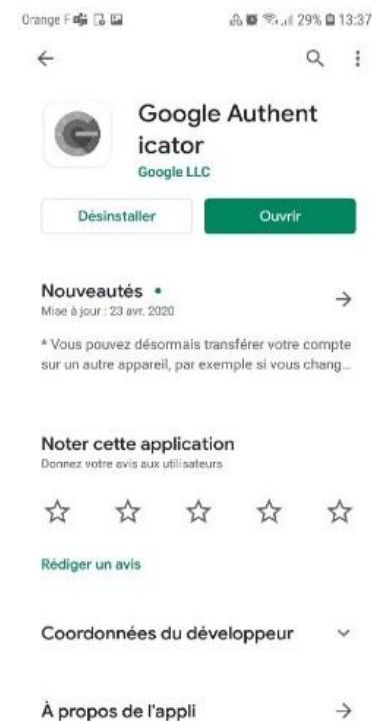 Orange F 29% 13:37
Google Authent
icator
Google LLC
Désinstaller Ouvrir
Nouveautés •
Mise à jour : 23 avr. 2020
* Vous pouvez désormais transférer votre compte
sur un autre appareil, par exemple si vous chang...
Noter cette application
Donnez votre avis aux utilisateurs
Rédiger un avis
Coordonnées du développeur
À propos de l'appli